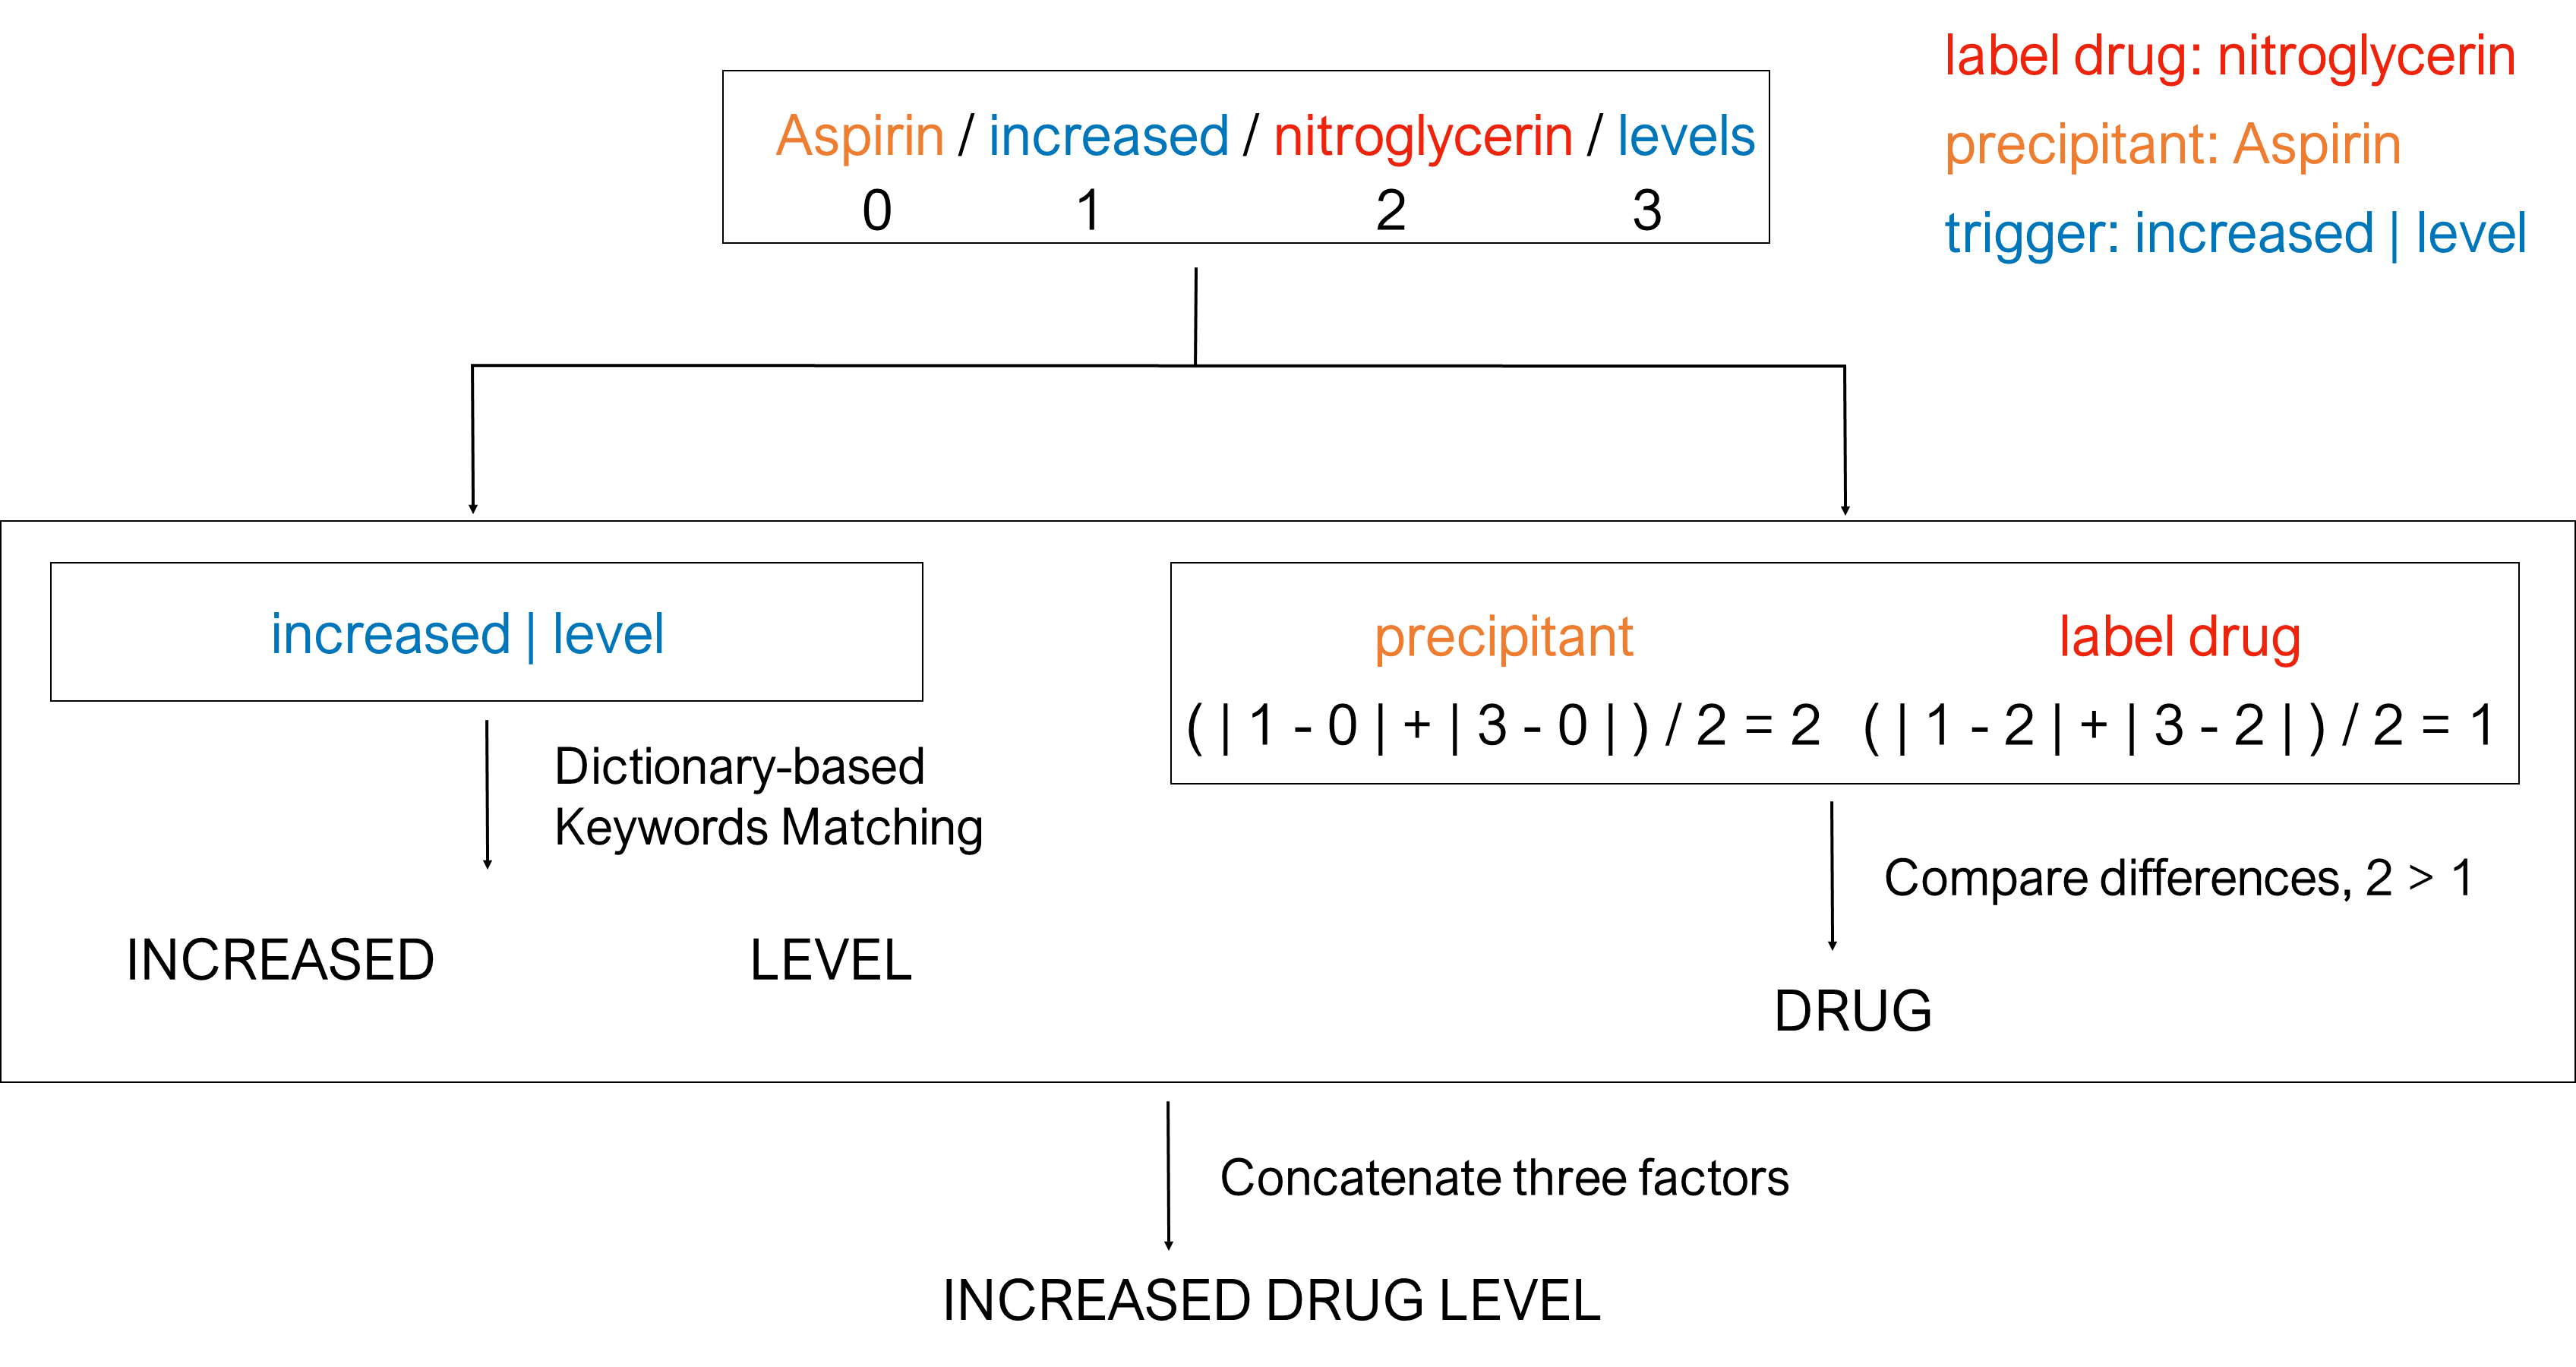 label drug: nitroglycerin
precipitant: Aspirin
trigger: increased | level
Aspirin / increased / nitroglycerin / levels
0 1 2 3
increased | level
precipitant label drug
( | 1 - 0 | + | 3 - 0 | ) / 2 = 2 ( | 1 - 2 | + | 3 - 2 | ) / 2 = 1
Dictionary-based
Keywords Matching
Compare differences, 2 > 1
INCREASED LEVEL
DRUG
Concatenate three factors
INCREASED DRUG LEVEL